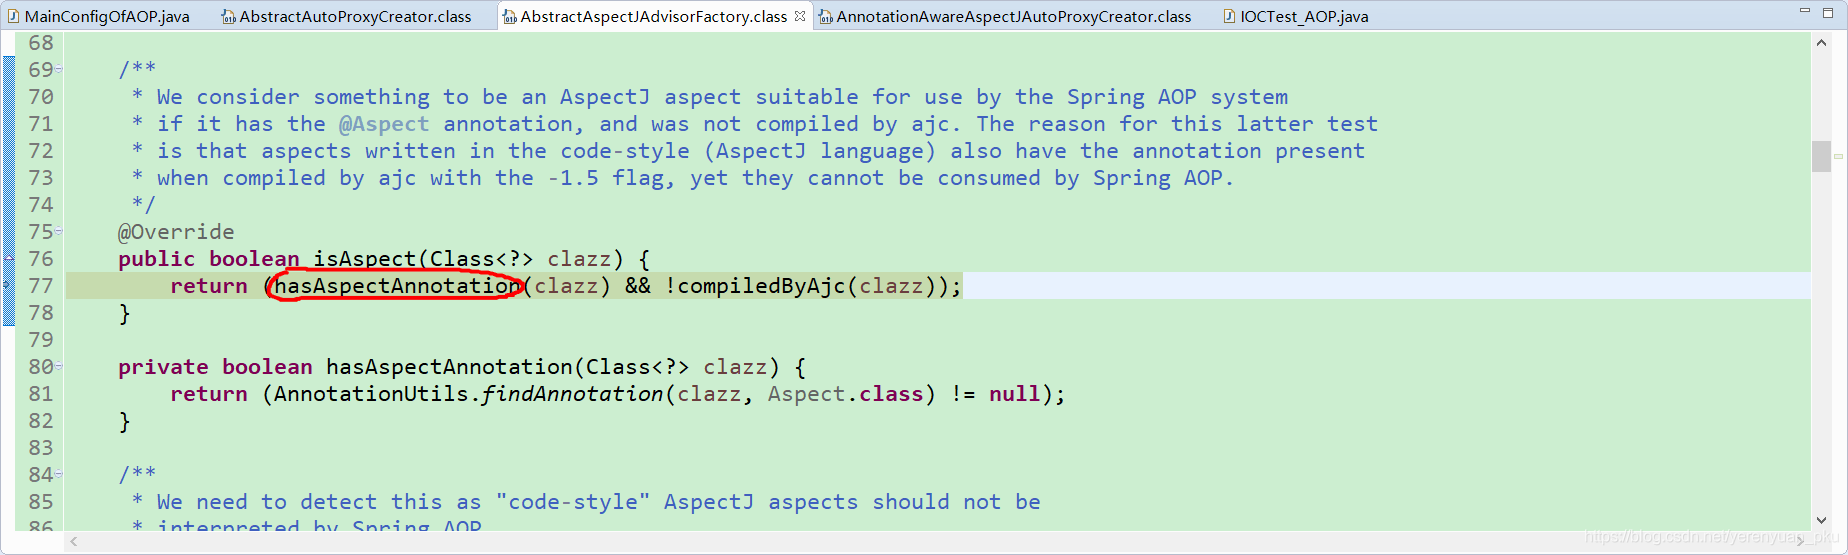 MainConfigOfAOP.java AbstractAutoProxyCreator.class AbstractAspectJAdvisorFactory.class AnnotationAwareAspectJAutoProxyCreator.class IOCTest_AOP.java
68
69 /**
70 * We consider something to be an AspectJ aspect suitable for use by the Spring AOP system
71 * if it has the @Aspect annotation, and was not compiled by ajc. The reason for this latter test
72 * is that aspects written in the code-style (AspectJ language) also have the annotation present
73 * when compiled by ajc with the -1.5 flag, yet they cannot be consumed by Spring AOP.
74 */
75 @Override
76 public boolean isAspect(Class<?> clazz) {
77 return (hasAspectAnnotation(clazz) && !compiledByAjc(clazz));
78 }
79
80 private boolean hasAspectAnnotation(Class<?> clazz) {
81 return (AnnotationUtils.findAnnotation(clazz, Aspect.class) != null);
82 }
83
84 /**
85 * We need to detect this as "code-style" AspectJ aspects should not be
86 * interpreted by Spring AOP
https://blog.csdn.net/yerenyuan_pku